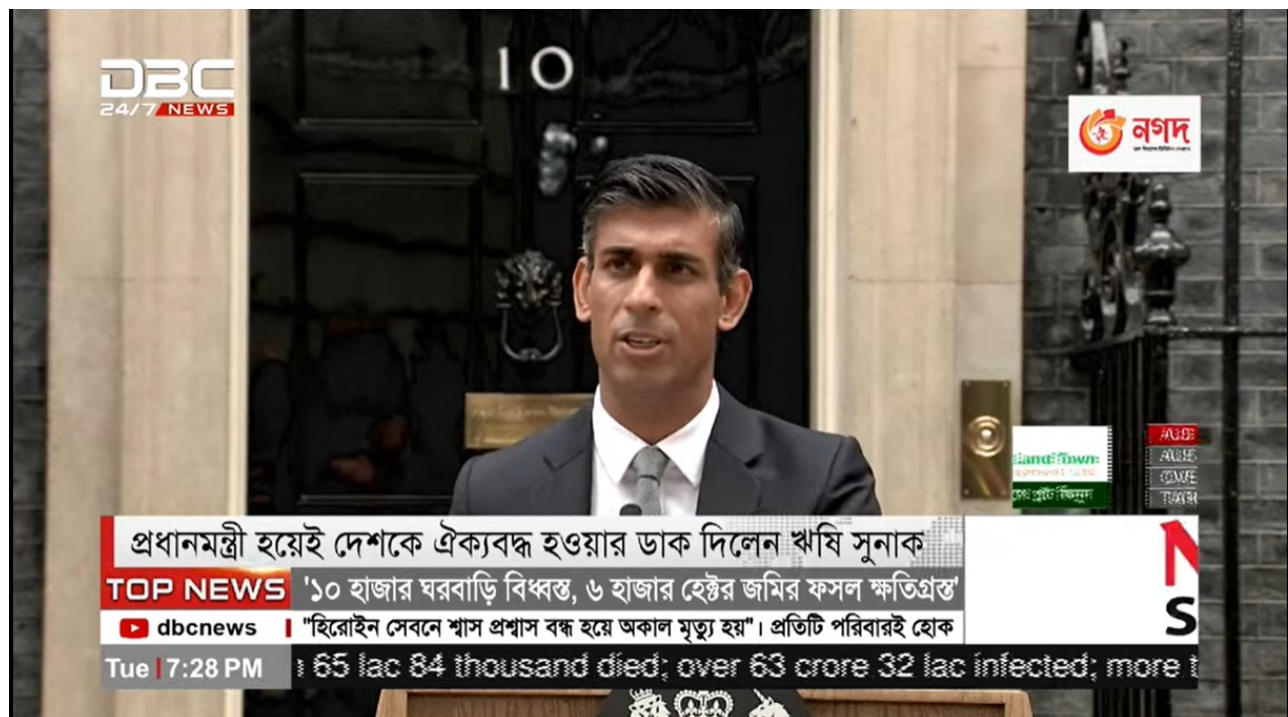 10
DBC
24/7 NEWS
নগদ
প্রধানমন্ত্রী হয়েই দেশকে ঐক্যবদ্ধ হওয়ার ডাক দিলেন ঋষি সুনাক
TOP NEWS
'১০ হাজার ঘরবাড়ি বিধ্বস্ত, ৬ হাজার হেক্টর জমির ফসল ক্ষতিগ্রস্ত'
dbcnews
"হিরোইন সেবনে শ্বাস প্রশ্বাস বন্ধ হয়ে অকাল মৃত্যু হয়"। প্রতিটি পরিবারই হোক
N
S
Tue 7:28 PM
65 lac 84 thousand died; over 63 crore 32 lac infected; more